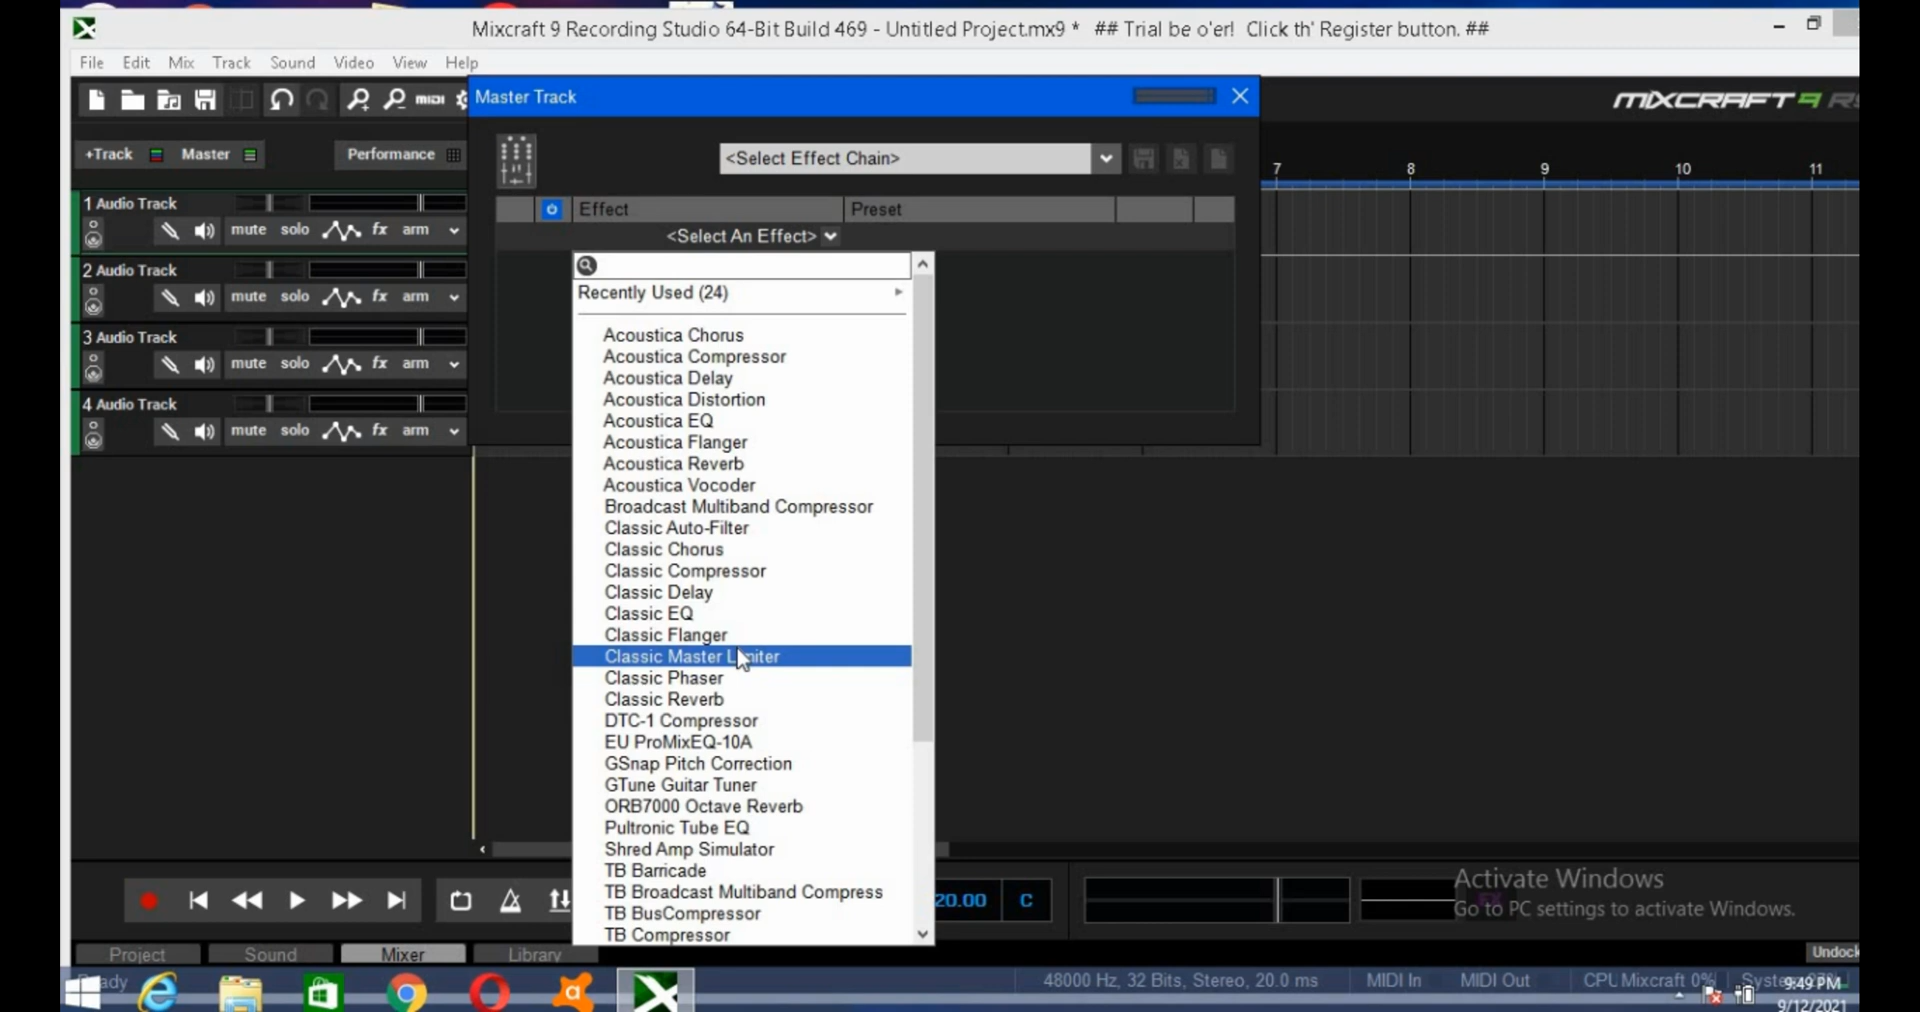 Mixcraft 9 Recording Studio 64-Bit Build 469 - Untitled Project.mx9 * ## Trial be o'er! Click th' Register button. ##
File Edit Mix Track Sound Video View Help
MIDI
Master Track
MIXCRAFT 9
+Track Master Performance
<Select Effect Chain>
7 8 9 10 11
Effect Preset
<Select An Effect>
1 Audio Track
mute solo fx arm
2 Audio Track
mute solo fx arm
3 Audio Track
mute solo fx arm
4 Audio Track
mute solo fx arm
Recently Used (24)
Acoustica Chorus
Acoustica Compressor
Acoustica Delay
Acoustica Distortion
Acoustica EQ
Acoustica Flanger
Acoustica Reverb
Acoustica Vocoder
Broadcast Multiband Compressor
Classic Auto-Filter
Classic Chorus
Classic Compressor
Classic Delay
Classic EQ
Classic Flanger
Classic Master Limiter
Classic Phaser
Classic Reverb
DTC-1 Compressor
EU ProMixEQ-10A
GSnap Pitch Correction
GTune Guitar Tuner
ORB7000 Octave Reverb
Pultronic Tube EQ
Shred Amp Simulator
TB Barricade
TB Broadcast Multiband Compress
TB BusCompressor
TB Compressor
20.00 C
Activate Windows
Go to PC settings to activate Windows.
Project Sound Mixer Library
Undock
48000 Hz, 32 Bits, Stereo, 20.0 ms MIDI In MIDI Out CPU Mixcraft 0%
9:49 PM
9/12/2021